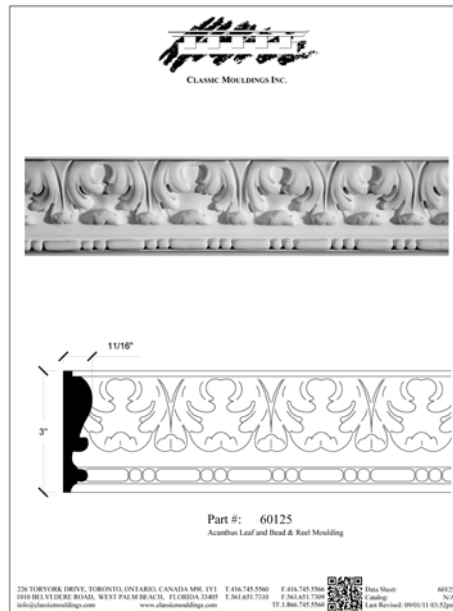 CLASSIC MOULDINGS INC.
11/16"
3"
Part #: 60125
Acanthus Leaf and Bead & Reel Moulding
226 TORYORK DRIVE, TORONTO, ONTARIO, CANADA M9L 1Y1 T.416.745.5560 F.416.745.5566 Data Sheet: 60125
1010 BELVEDERE ROAD, WEST PALM BEACH, FLORIDA 33405 T.561.651.7310 F.561.651.7309 Catalog: N/A
info@classicmouldings.com www.classicmouldings.com TF.1.866.745.5560 Last Revised: 09/01/11 03:52pm